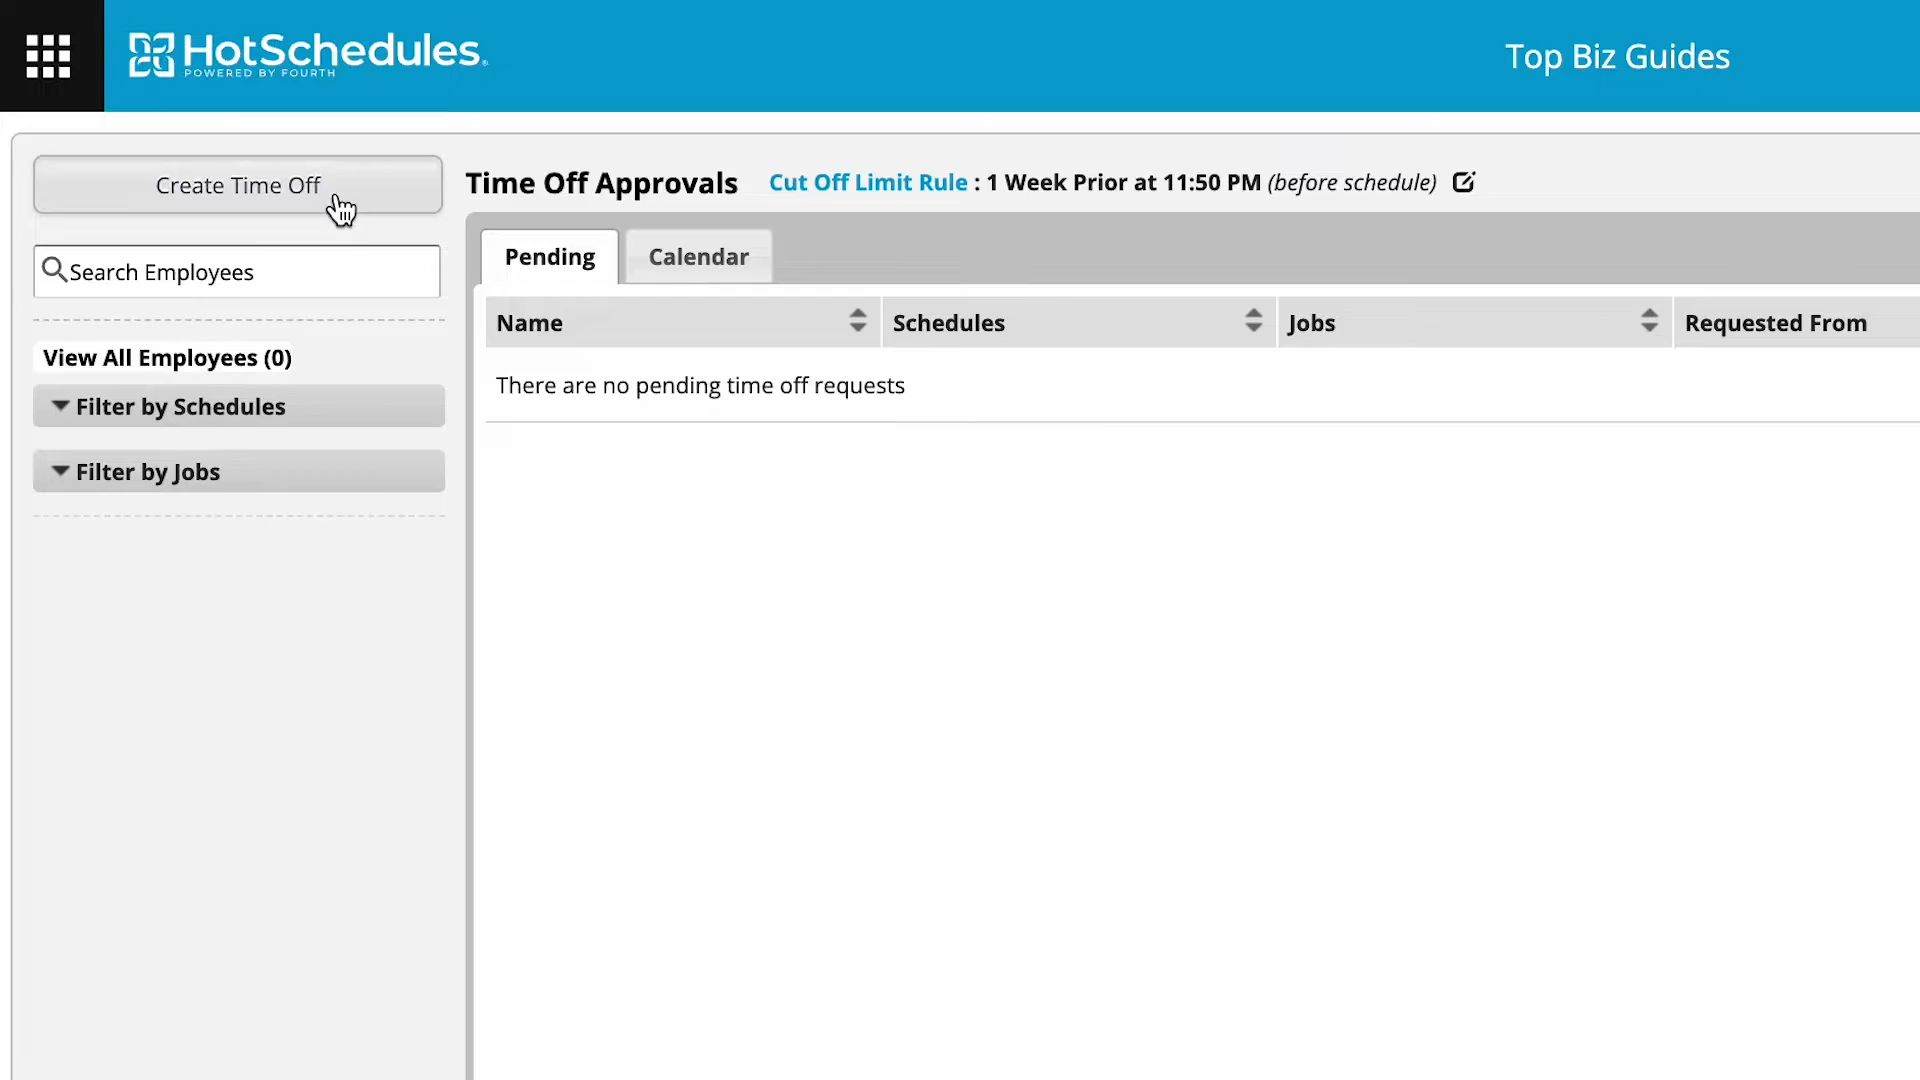 HotSchedules.
POWERED BY FOURTH
Top Biz Guides
Create Time Off
Time Off Approvals
Cut Off Limit Rule : 1 Week Prior at 11:50 PM (before schedule)
Search Employees
Pending
Calendar
View All Employees (0)
Filter by Schedules
Filter by Jobs
Name
Schedules
Jobs
Requested From
There are no pending time off requests